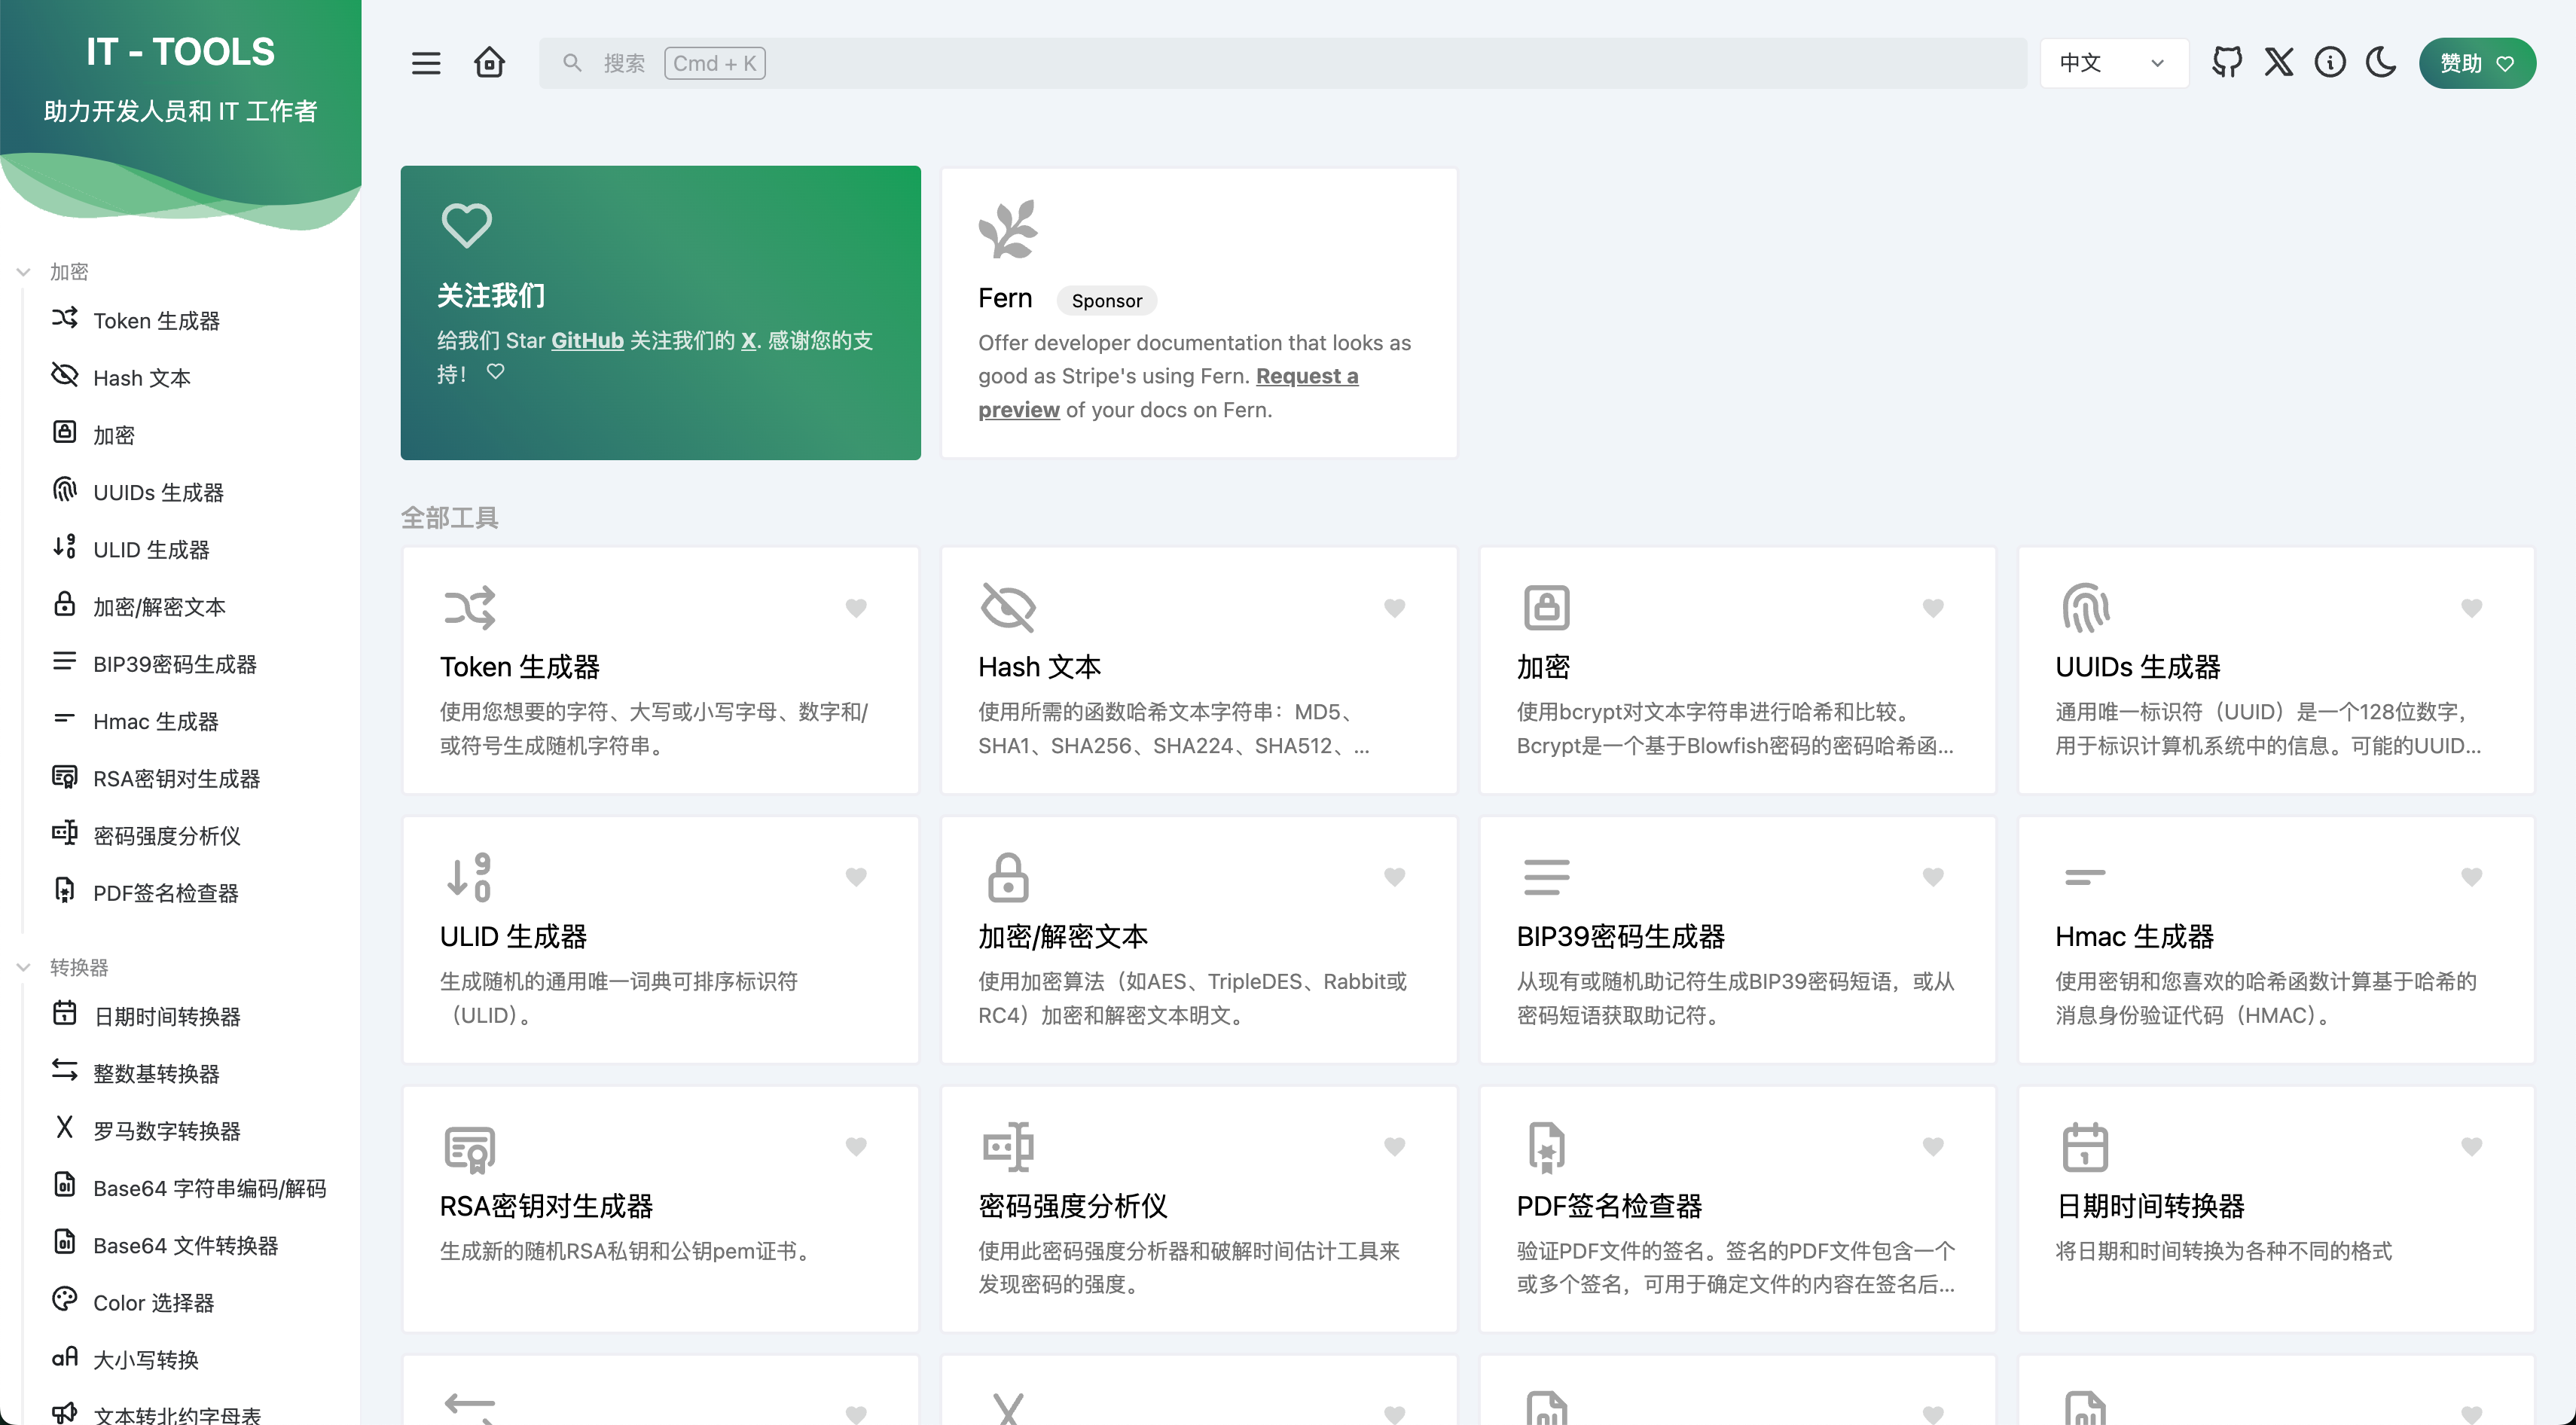 IT - TOOLS
助力开发人员和 IT 工作者
加密
Token 生成器
Hash 文本
加密
UUIDs 生成器
ULID 生成器
加密/解密文本
BIP39密码生成器
Hmac 生成器
RSA密钥对生成器
密码强度分析仪
PDF签名检查器
转换器
日期时间转换器
整数基转换器
罗马数字转换器
Base64 字符串编码/解码
Base64 文件转换器
Color 选择器
大小写转换
文本转北约字母表
搜索 Cmd + K
中文
赞助
关注我们
给我们 Star GitHub 关注我们的 X. 感谢您的支
持！
Fern Sponsor
Offer developer documentation that looks as
good as Stripe's using Fern. Request a
preview of your docs on Fern.
全部工具
Token 生成器
使用您想要的字符、大写或小写字母、数字和/
或符号生成随机字符串。
Hash 文本
使用所需的函数哈希文本字符串：MD5、
SHA1、SHA256、SHA224、SHA512、...
加密
使用bcrypt对文本字符串进行哈希和比较。
Bcrypt是一个基于Blowfish密码的密码哈希函...
UUIDs 生成器
通用唯一标识符（UUID）是一个128位数字，
用于标识计算机系统中的信息。可能的UUID...
ULID 生成器
生成随机的通用唯一词典可排序标识符
（ULID）。
加密/解密文本
使用加密算法（如AES、TripleDES、Rabbit或
RC4）加密和解密文本明文。
BIP39密码生成器
从现有或随机助记符生成BIP39密码短语，或从
密码短语获取助记符。
Hmac 生成器
使用密钥和您喜欢的哈希函数计算基于哈希的
消息身份验证代码（HMAC）。
RSA密钥对生成器
生成新的随机RSA私钥和公钥pem证书。
密码强度分析仪
使用此密码强度分析器和破解时间估计工具来
发现密码的强度。
PDF签名检查器
验证PDF文件的签名。签名的PDF文件包含一个
或多个签名，可用于确定文件的内容在签名后...
日期时间转换器
将日期和时间转换为各种不同的格式